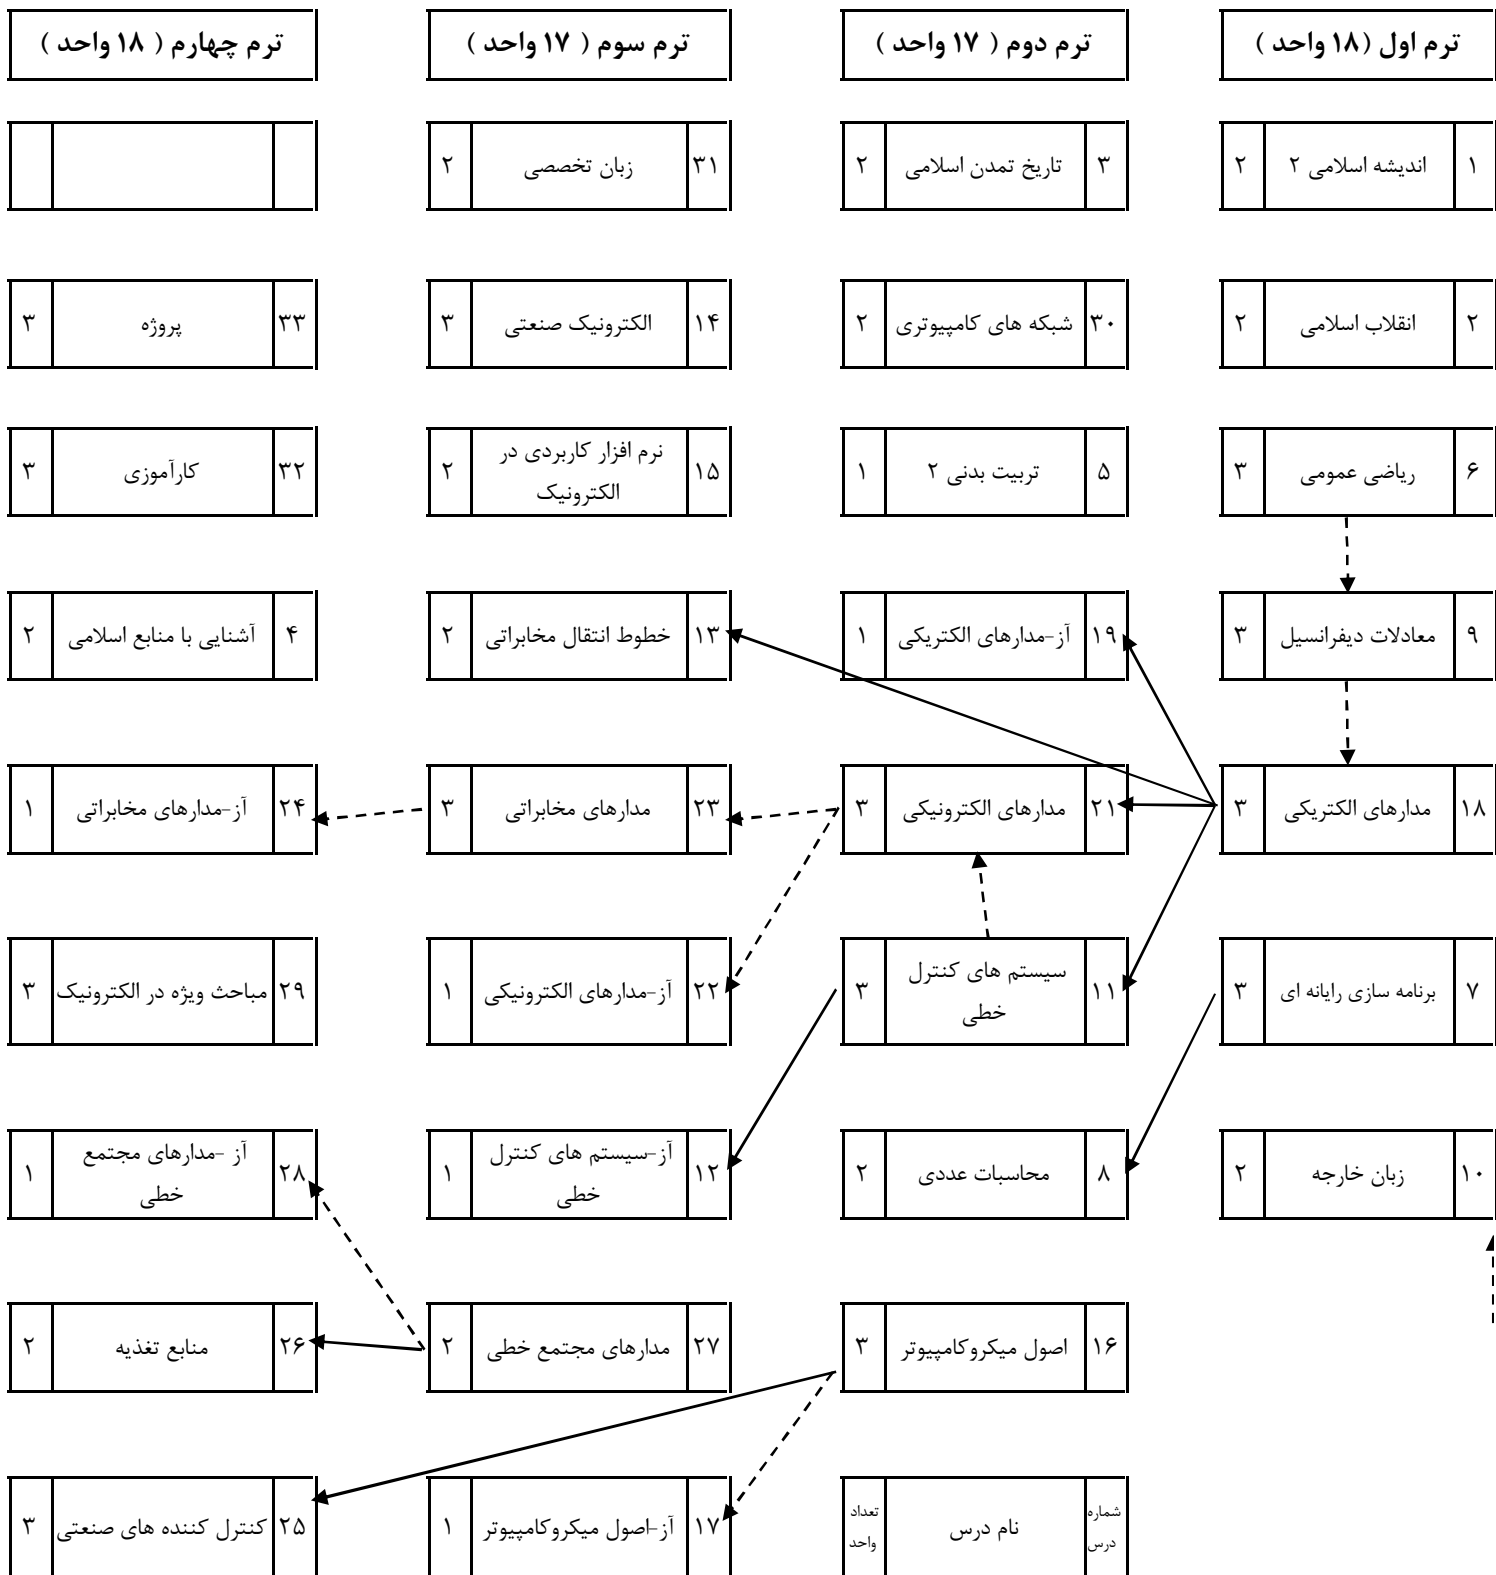 ترم اول (۱۸ واحد )
ترم دوم ( ۱۷ واحد )
ترم سوم ( ۱۷ واحد )
ترم چهارم ( ۱۸ واحد )
۱ اندیشه اسلامی ۲ ۲
۳ تاریخ تمدن اسلامی ۲
۳۱ زبان تخصصی ۲
۲ انقلاب اسلامی ۲
۳۰ شبکه های کامپیوتری ۲
۱۴ الکترونیک صنعتی ۳
۳۳ پروژه ۳
۶ ریاضی عمومی ۳
۵ تربیت بدنی ۲ ۱
۱۵ نرم افزار کاربردی در
الکترونیک ۲
۳۲ کارآموزی ۳
۹ معادلات دیفرانسیل ۳
۱۹ آز-مدارهای الکتریکی ۱
۱۳ خطوط انتقال مخابراتی ۲
۴ آشنایی با منابع اسلامی ۲
۱۸ مدارهای الکتریکی ۳
۲۱ مدارهای الکترونیکی ۳
۲۳ مدارهای مخابراتی ۳
۲۴ آز-مدارهای مخابراتی ۱
۷ برنامه سازی رایانه ای ۳
۱۱ سیستم های کنترل
خطی ۳
۲۲ آز-مدارهای الکترونیکی ۱
۲۹ مباحث ویژه در الکترونیک ۳
۱۰ زبان خارجه ۲
۸ محاسبات عددی ۲
۱۲ آز-سیستم های کنترل
خطی ۱
۲۸ آز -مدارهای مجتمع
خطی ۱
۱۶ اصول میکروکامپیوتر ۳
۲۷ مدارهای مجتمع خطی ۲
۲۶ منابع تغذیه ۲
شماره
درس
نام درس
تعداد
واحد
۱۷ آز-اصول میکروکامپیوتر ۱
۲۵ کنترل کننده های صنعتی ۳